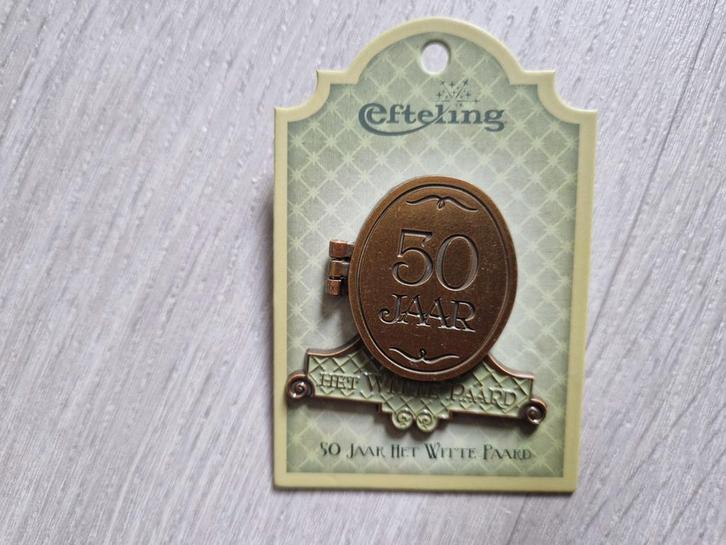 Efteling
50
JAAR
HET WITTE PAARD
50 JAAR HET WITTE PAARD